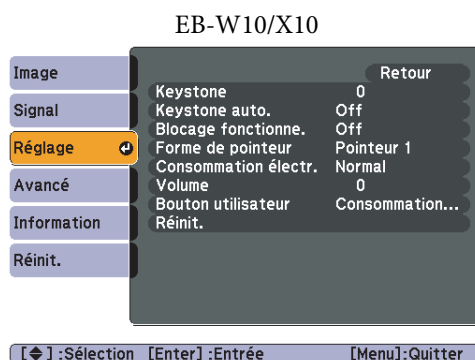 EB-W10/X10
Image
Signal
Réglage
Avancé
Information
Réinit.
Retour
Keystone 0
Keystone auto. Off
Blocage fonctionne. Off
Forme de pointeur Pointeur 1
Consommation électr. Normal
Volume 0
Bouton utilisateur Consommation...
Réinit.
[◆] :Sélection [Enter] :Entrée [Menu]:Quitter